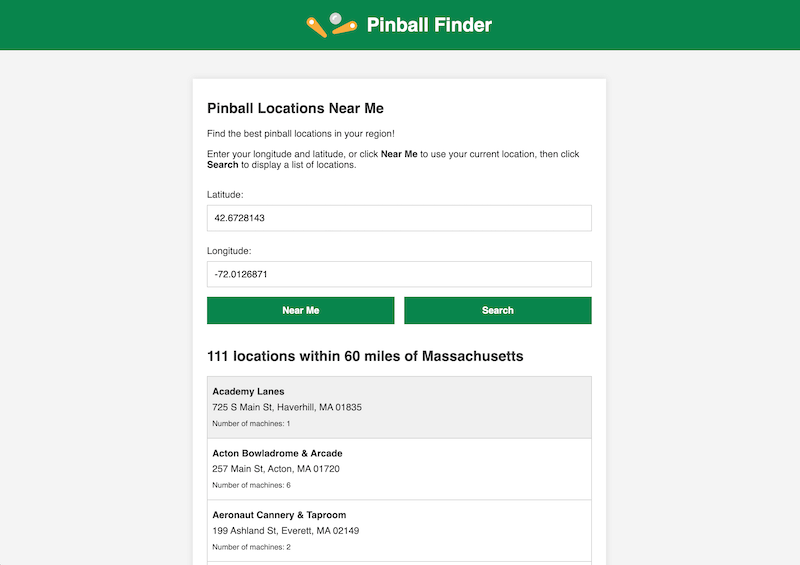 Pinball Finder
Pinball Locations Near Me
Find the best pinball locations in your region!
Enter your longitude and latitude, or click Near Me to use your current location, then click
Search to display a list of locations.
Latitude:
42.6728143
Longitude:
-72.0126871
Near Me
Search
111 locations within 60 miles of Massachusetts
Academy Lanes
725 S Main St, Haverhill, MA 01835
Number of machines: 1
Acton Bowladrome & Arcade
257 Main St, Acton, MA 01720
Number of machines: 6
Aeronaut Cannery & Taproom
199 Ashland St, Everett, MA 02149
Number of machines: 2